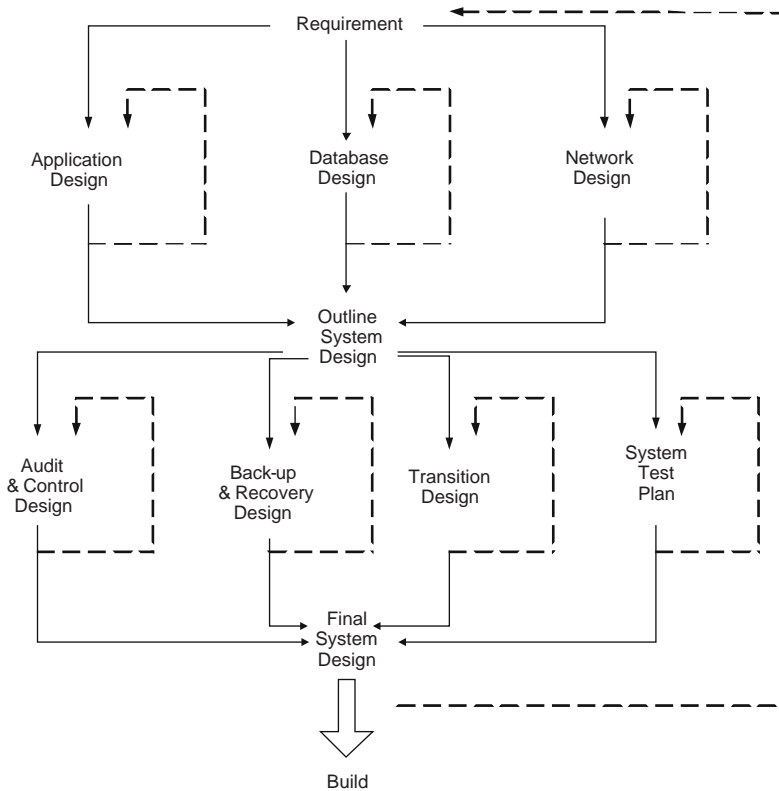 Requirement
Application
Design
Database
Design
Network
Design
Outline
System
Design
Audit
& Control
Design
Back-up
& Recovery
Design
Transition
Design
System
Test
Plan
Final
System
Design
Build